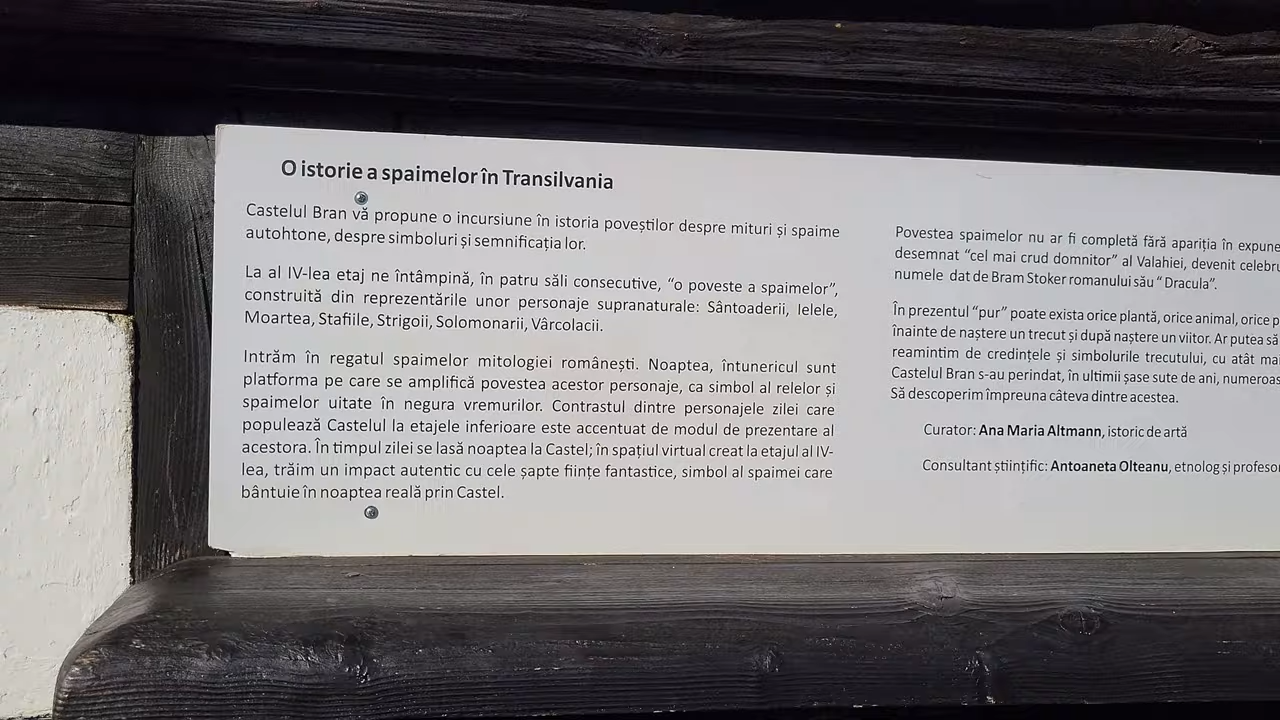 O istorie a spaimelor în Transilvania
Castelul Bran vă propune o incursiune în istoria poveștilor despre mituri și spaime
autohtone, despre simboluri și semnificația lor.
La al IV-lea etaj ne întâmpină, în patru săli consecutive, “o poveste a spaimelor”,
construită din reprezentările unor personaje supranaturale: Sântoaderii, Ielele,
Moartea, Stafiile, Strigoii, Solomonarii, Vârcolacii.
Intrăm în regatul spaimelor mitologiei românești. Noaptea, întunericul sunt
platforma pe care se amplifică povestea acestor personaje, ca simbol al relelor și
spaimelor uitate în negura vremurilor. Contrastul dintre personajele zilei care
populează Castelul la etajele inferioare este accentuat de modul de prezentare al
acestora. În timpul zilei se lasă noaptea la Castel; în spațiul virtual creat la etajul al IV-
lea, trăim un impact autentic cu cele șapte ființe fantastice, simbol al spaimei care
bântuie în noaptea reală prin Castel.
Povestea spaimelor nu ar fi completă fără apariția în expune
desemnat “cel mai crud domnitor” al Valahiei, devenit celebru
numele dat de Bram Stoker romanului său “ Dracula”.
În prezentul “pur” poate exista orice plantă, orice animal, orice p
înainte de naștere un trecut și după naștere un viitor. Ar putea să
reamintim de credințele și simbolurile trecutului, cu atât ma
Castelul Bran s-au perindat, în ultimii șase sute de ani, numeroas
Să descoperim împreuna câteva dintre acestea.
Curator: Ana Maria Altmann, istoric de artă
Consultant științific: Antoaneta Olteanu, etnolog și profesor